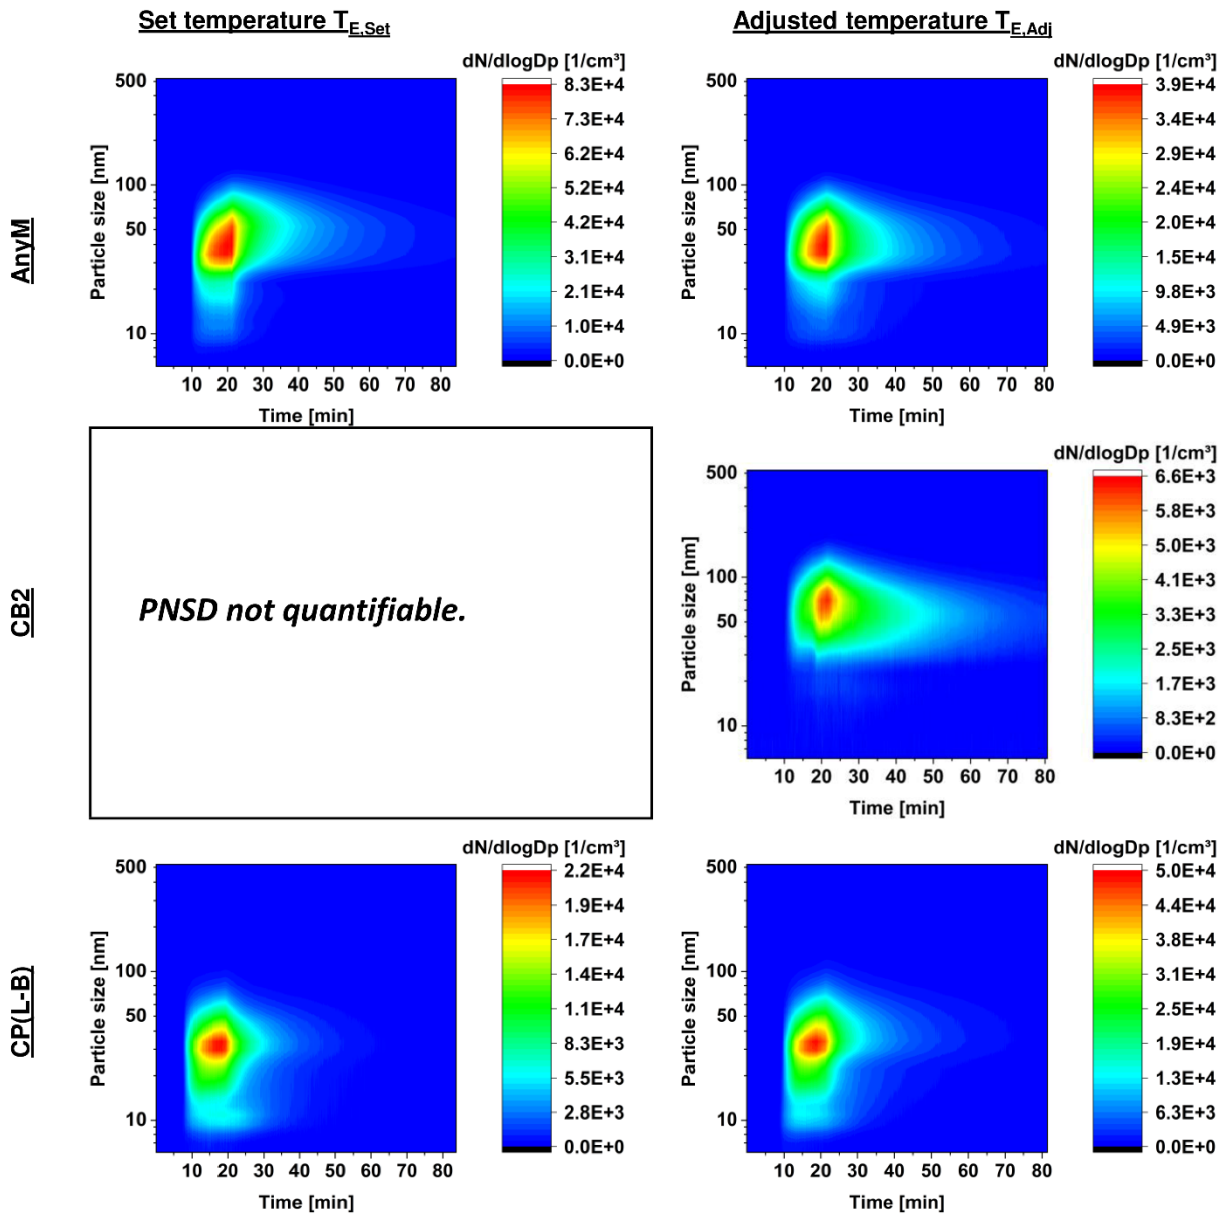 Set temperature T E,Set
Adjusted temperature T E,Adj
AnyM
dN/dlogDp [1/cm³]
500
100
50
10
Particle size [nm]
10 20 30 40 50 60 70 80
Time [min]
8.3E+4
7.3E+4
6.2E+4
5.2E+4
4.2E+4
3.1E+4
2.1E+4
1.0E+4
0.0E+0
dN/dlogDp [1/cm³]
500
100
50
10
Particle size [nm]
10 20 30 40 50 60 70 80
Time [min]
3.9E+4
3.4E+4
2.9E+4
2.4E+4
2.0E+4
1.5E+4
9.8E+3
4.9E+3
0.0E+0
CB2
PNSD not quantifiable.
dN/dlogDp [1/cm³]
500
100
50
10
Particle size [nm]
10 20 30 40 50 60 70 80
Time [min]
6.6E+3
5.8E+3
5.0E+3
4.1E+3
3.3E+3
2.5E+3
1.7E+3
8.3E+2
0.0E+0
CP(L-B)
dN/dlogDp [1/cm³]
500
100
50
10
Particle size [nm]
10 20 30 40 50 60 70 80
Time [min]
2.2E+4
1.9E+4
1.7E+4
1.4E+4
1.1E+4
8.3E+3
5.5E+3
2.8E+3
0.0E+0
dN/dlogDp [1/cm³]
500
100
50
10
Particle size [nm]
10 20 30 40 50 60 70 80
Time [min]
5.0E+4
4.4E+4
3.8E+4
3.1E+4
2.5E+4
1.9E+4
1.3E+4
6.3E+3
0.0E+0